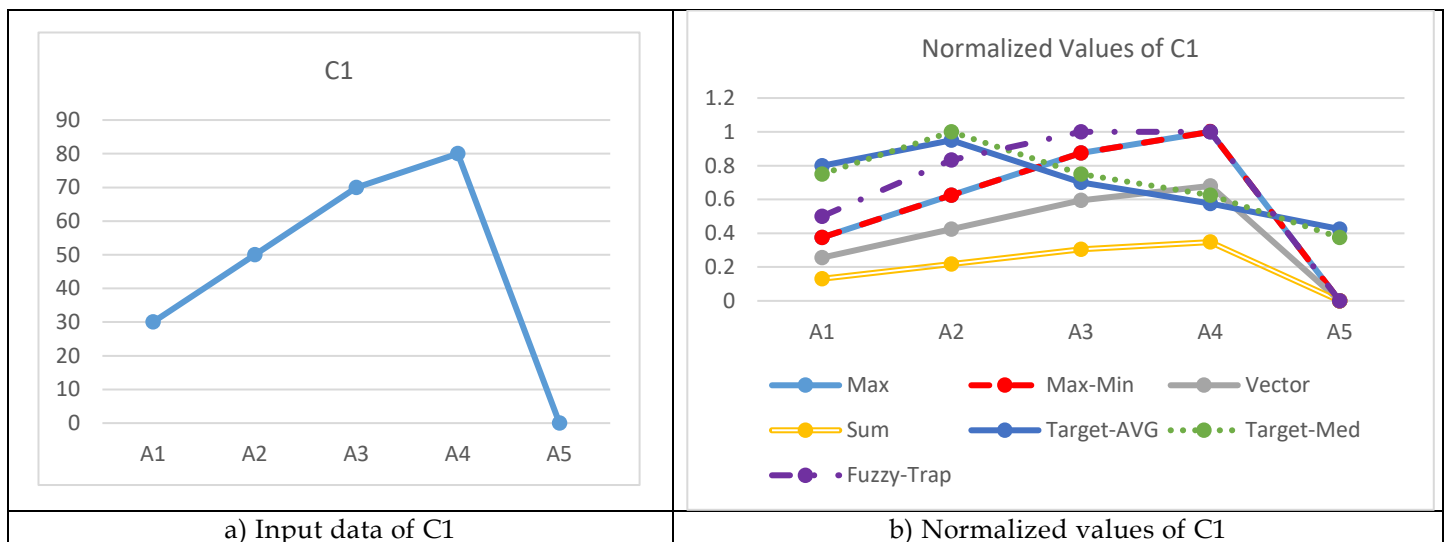 C1
90
80
70
60
50
40
30
20
10
0
A1 A2 A3 A4 A5
a) Input data of C1
Normalized Values of C1
1.2
1
0.8
0.6
0.4
0.2
0
A1 A2 A3 A4 A5
Max Max-Min Vector
Sum Target-AVG Target-Med
Fuzzy-Trap
b) Normalized values of C1